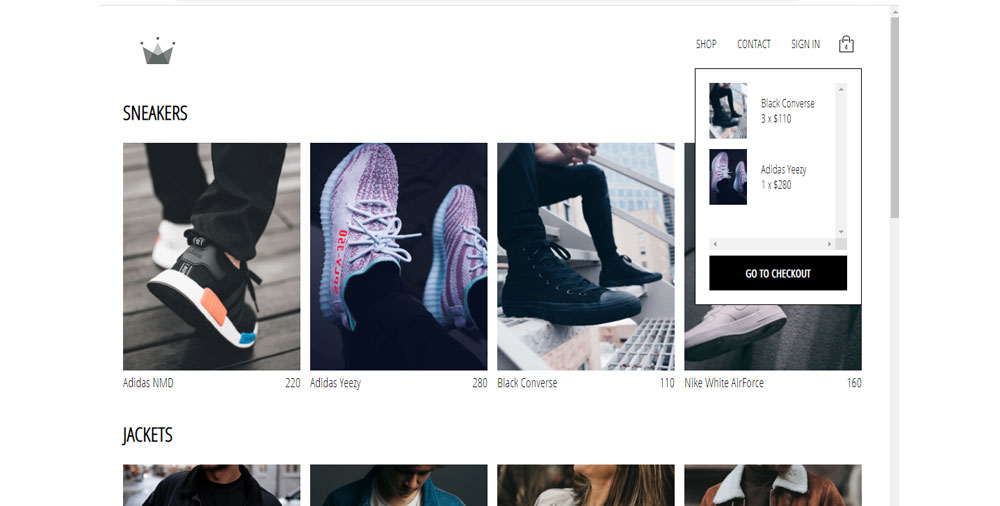 SHOP CONTACT SIGN IN 4
Black Converse
3 x $110
Adidas Yeezy
1 x $280
GO TO CHECKOUT
SNEAKERS
Adidas NMD 220
Adidas Yeezy 280
Black Converse 110
Nike White AirForce 160
JACKETS